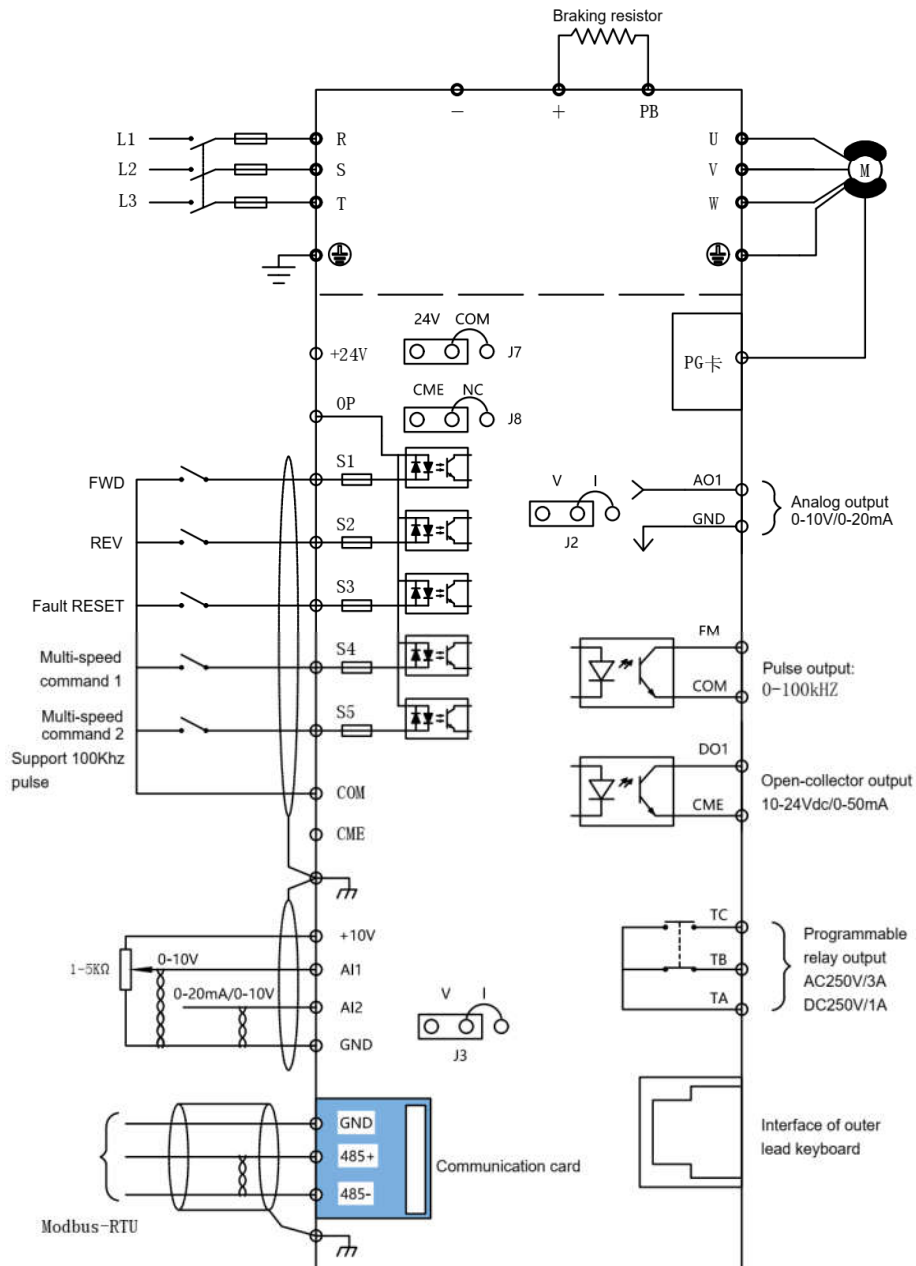 Braking resistor
－
＋
PB
L1
R
U
L2
S
V
M
L3
T
W
24V COM
+24V
J7
PG卡
CME NC
OP
J8
S1
FWD
V I
AO1
Analog output
0-10V/0-20mA
GND
J2
S2
REV
S3
Fault RESET
FM
Pulse output:
0-100kHZ
COM
S4
Multi-speed
command 1
S5
Multi-speed
command 2
Support 100Khz
pulse
DO1
Open-collector output
10-24Vdc/0-50mA
CME
COM
CME
TC
Programmable
relay output
AC250V/3A
DC250V/1A
TB
TA
+10V
1-5KΩ
0-10V
AI1
0-20mA/0-10V
AI2
GND
V I
J3
Interface of outer
lead keyboard
GND
485+
485-
Communication card
Modbus-RTU